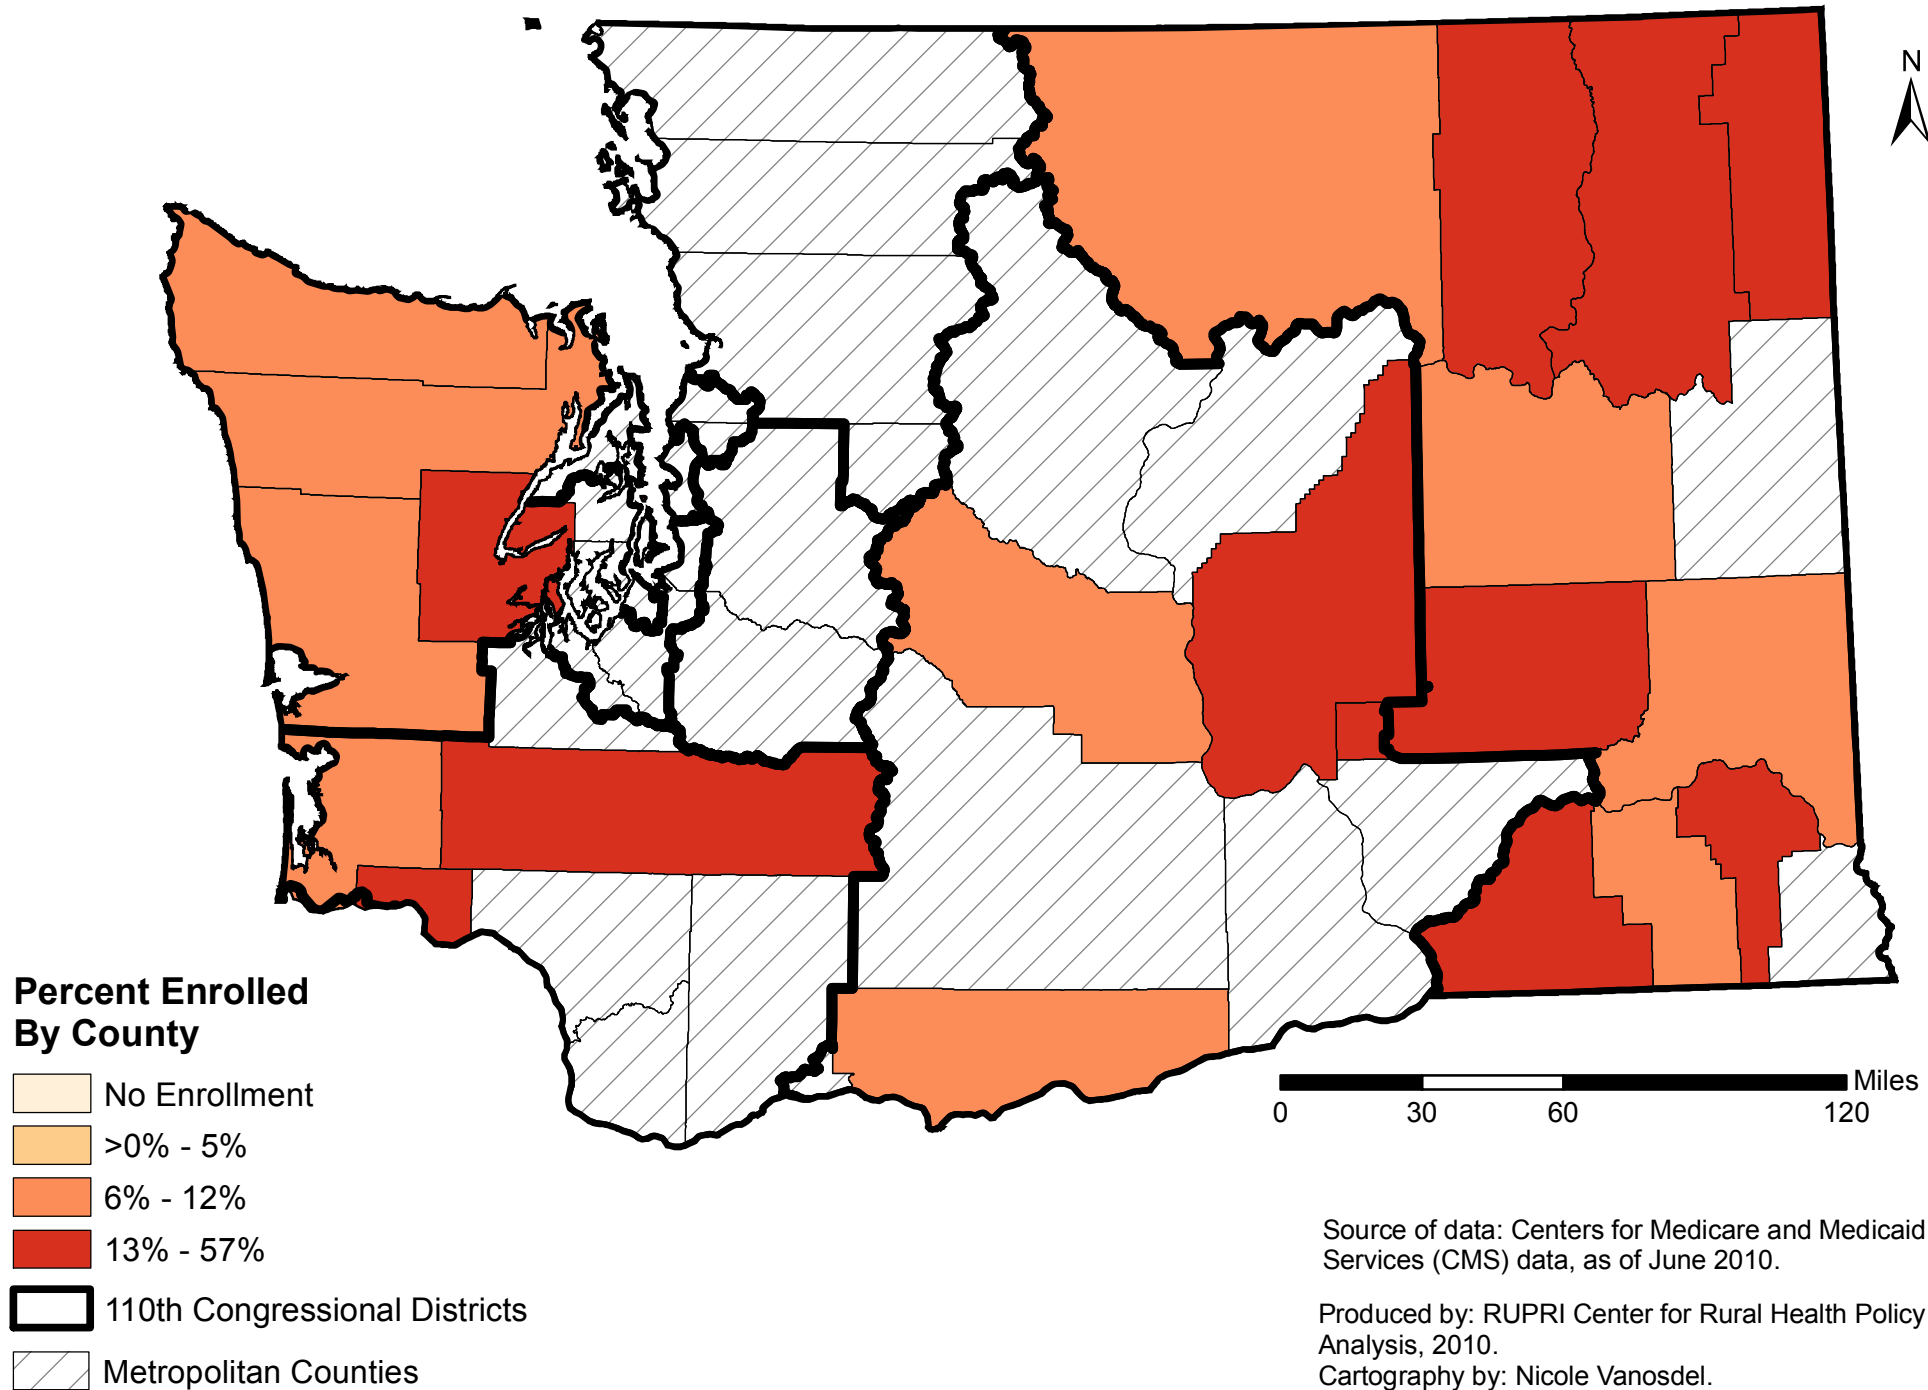 N
Percent Enrolled
By County
No Enrollment
>0% - 5%
6% - 12%
13% - 57%
110th Congressional Districts
Metropolitan Counties
Miles
0 30 60 120
Source of data: Centers for Medicare and Medicaid
Services (CMS) data, as of June 2010.
Produced by: RUPRI Center for Rural Health Policy
Analysis, 2010.
Cartography by: Nicole Vanosdel.